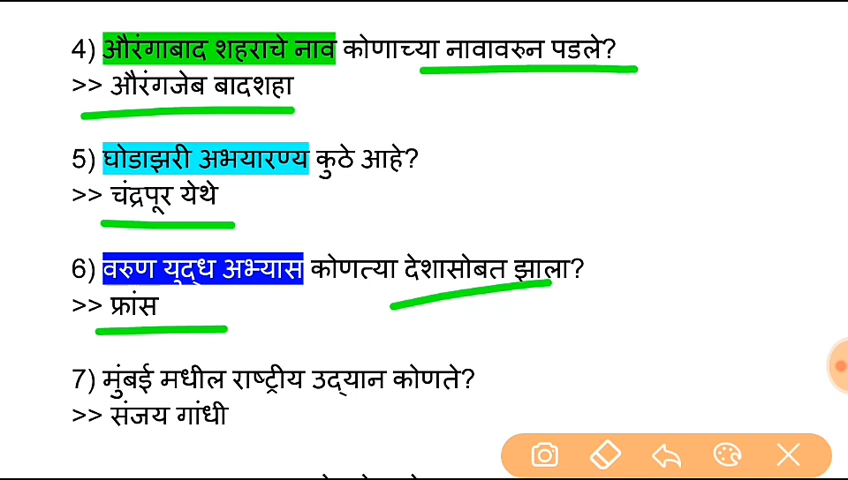 4) औरंगाबाद शहराचे नाव कोणाच्या नावावरुन पडले?
>> औरंगजेब बादशहा
5) घोडाझरी अभयारण्य कुठे आहे?
>> चंद्रपूर येथे
6) वरुण युद्ध अभ्यास कोणत्या देशासोबत झाला?
>> फ्रांस
7) मुंबई मधील राष्ट्रीय उद्यान कोणते?
>> संजय गांधी